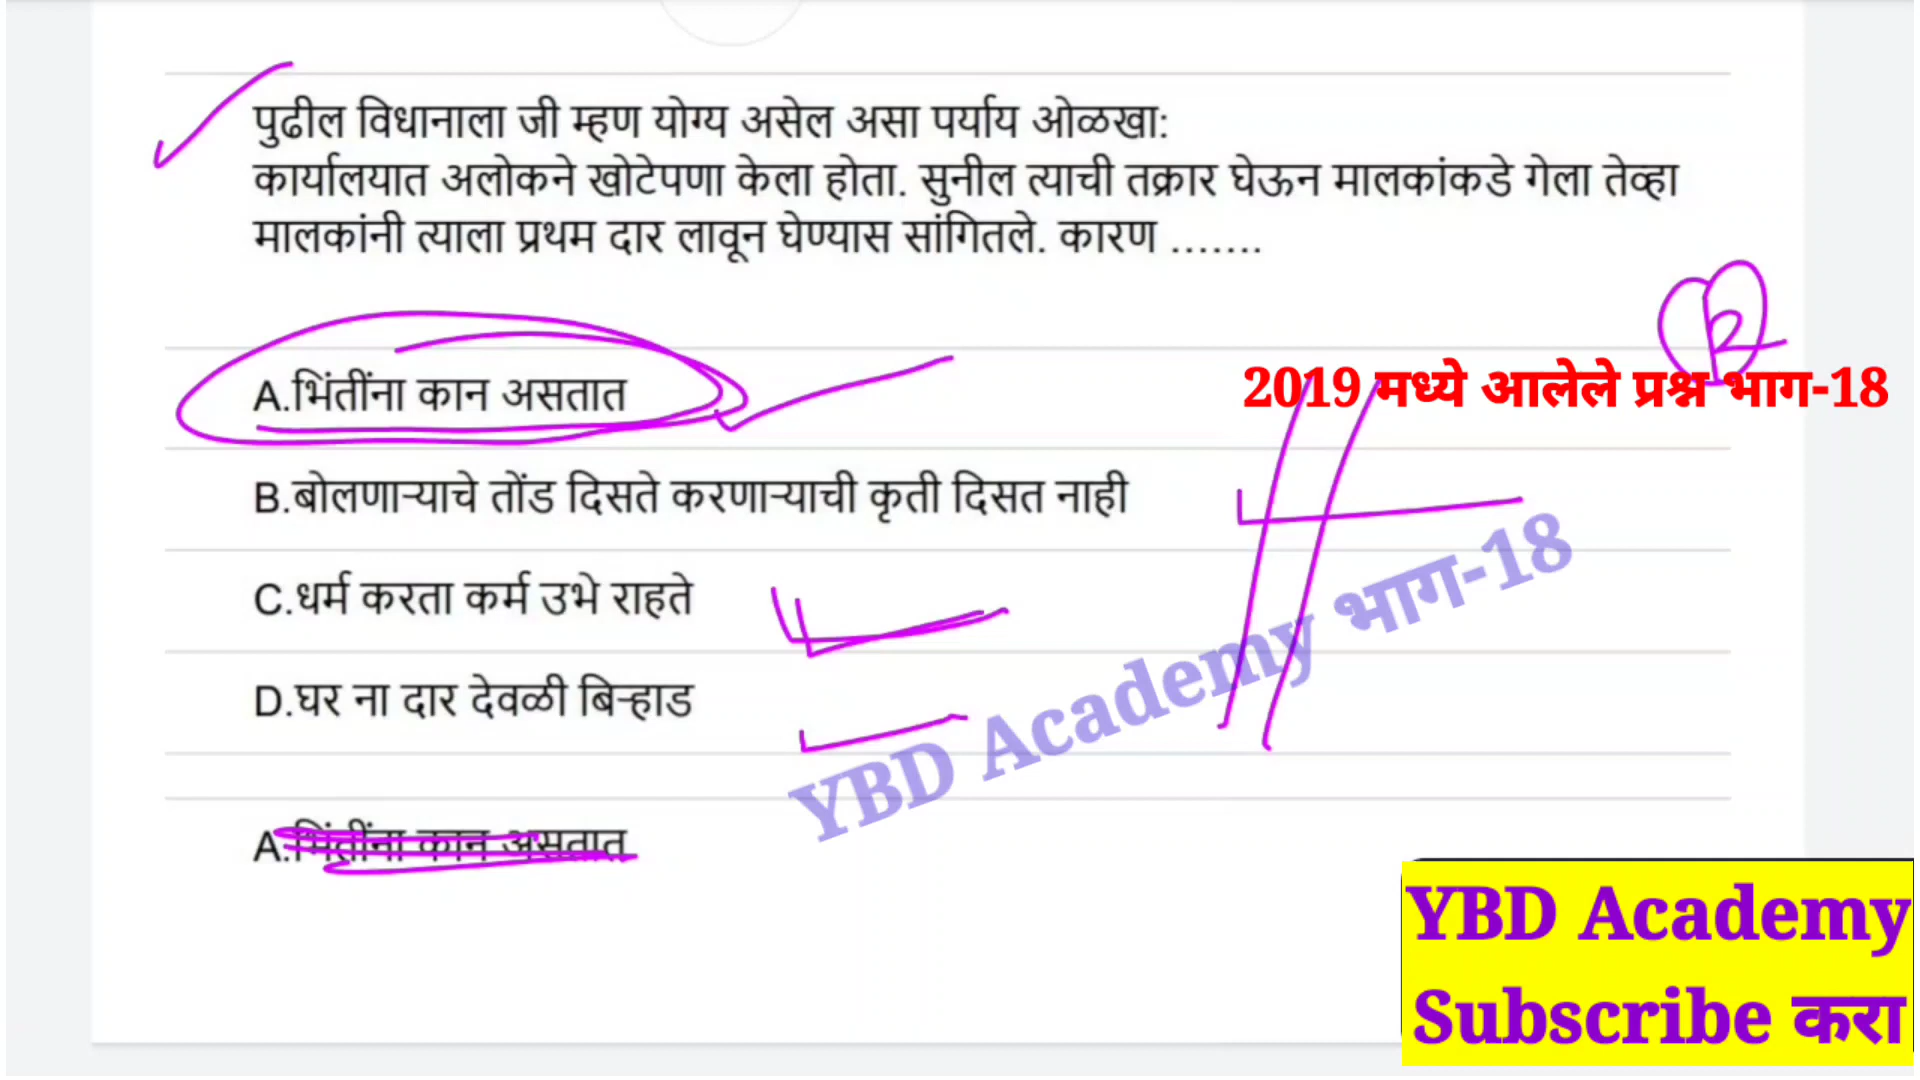 पुढील विधानाला जी म्हण योग्य असेल असा पर्याय ओळखा:
कार्यालयात अलोकने खोटेपणा केला होता. सुनील त्याची तक्रार घेऊन मालकांकडे गेला तेव्हा
मालकांनी त्याला प्रथम दार लावून घेण्यास सांगितले. कारण .......
2
2019 मध्ये आलेले प्रश्न भाग-18
A.भिंतींना कान असतात
B.बोलणाऱ्याचे तोंड दिसते करणाऱ्याची कृती दिसत नाही
C.धर्म करता कर्म उभे राहते
D.घर ना दार देवळी बिऱ्हाड
YBD Academy भाग-18
A.भिंतींना कान असतात
YBD Academy
Subscribe करा